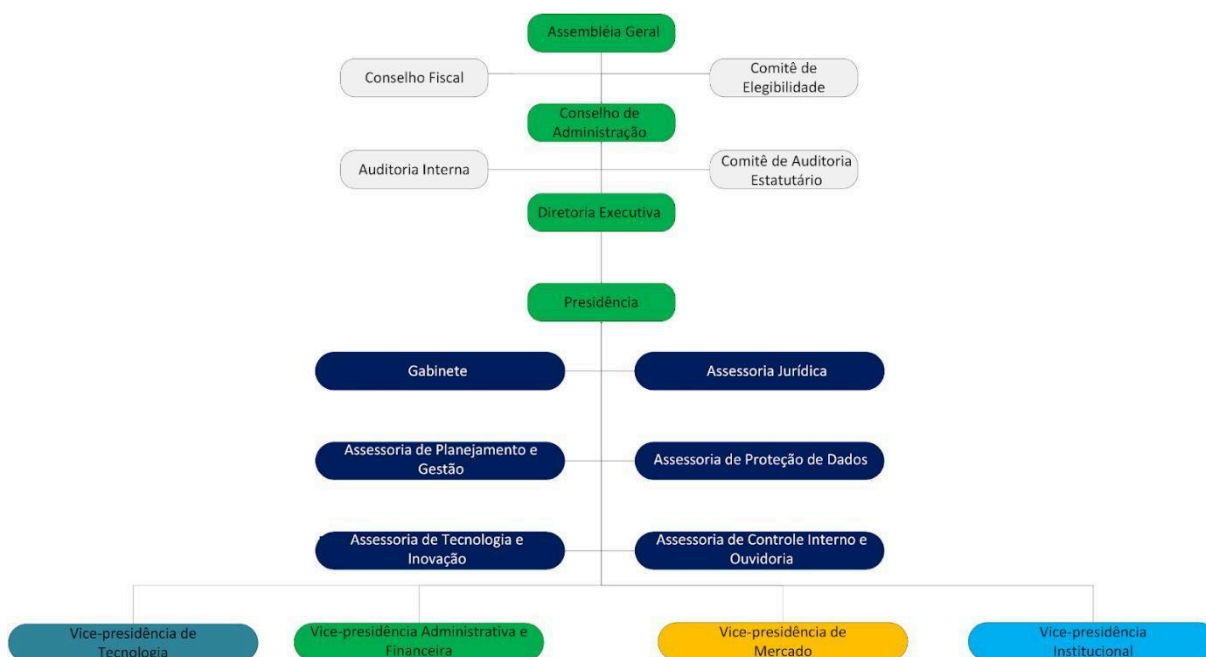 Assembléia Geral
Conselho Fiscal
Comitê de
Elegibilidade
Conselho de
Administração
Auditoria Interna
Comitê de Auditoria
Estatutário
Diretoria Executiva
Presidência
Gabinete
Assessoria Jurídica
Assessoria de Planejamento e
Gestão
Assessoria de Proteção de Dados
Assessoria de Tecnologia e
Inovação
Assessoria de Controle Interno e
Ouvidoria
Vice-presidência de
Tecnologia
Vice-presidência Administrativa e
Financeira
Vice-presidência de
Mercado
Vice-presidência
Institucional